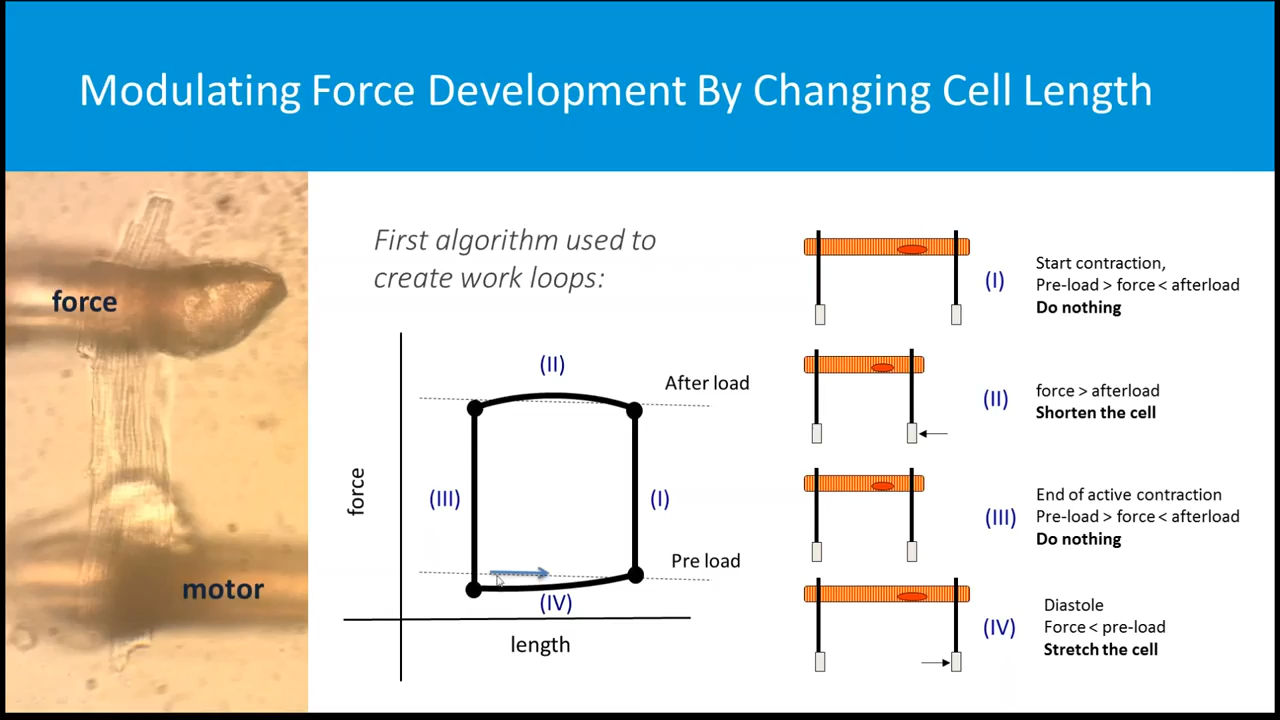 Modulating Force Development By Changing Cell Length
force
motor
First algorithm used to
create work loops:
(II)
After load
force
(III)
(I)
Pre load
(IV)
length
(I)
Start contraction,
Pre-load > force < afterload
Do nothing
(II)
force > afterload
Shorten the cell
(III)
End of active contraction
Pre-load > force < afterload
Do nothing
(IV)
Diastole
Force < pre-load
Stretch the cell